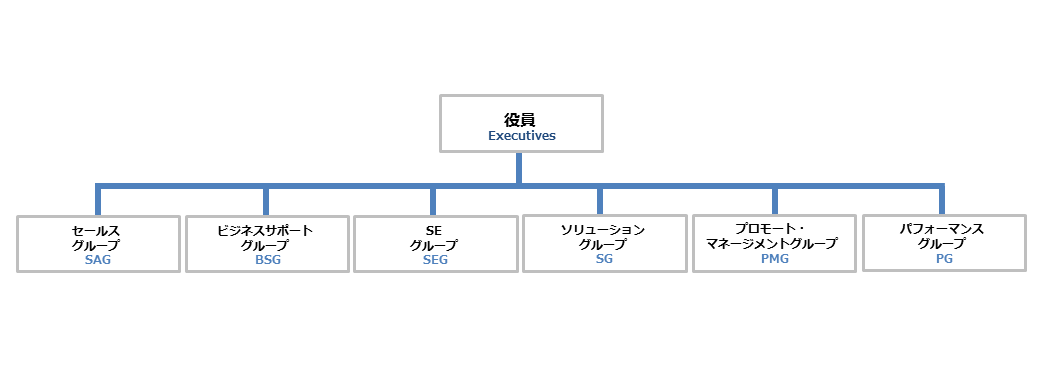 役員
Executives
セールス
グループ
SAG
ビジネスサポート
グループ
BSG
SE
グループ
SEG
ソリューション
グループ
SG
プロモート・
マネージメントグループ
PMG
パフォーマンス
グループ
PG